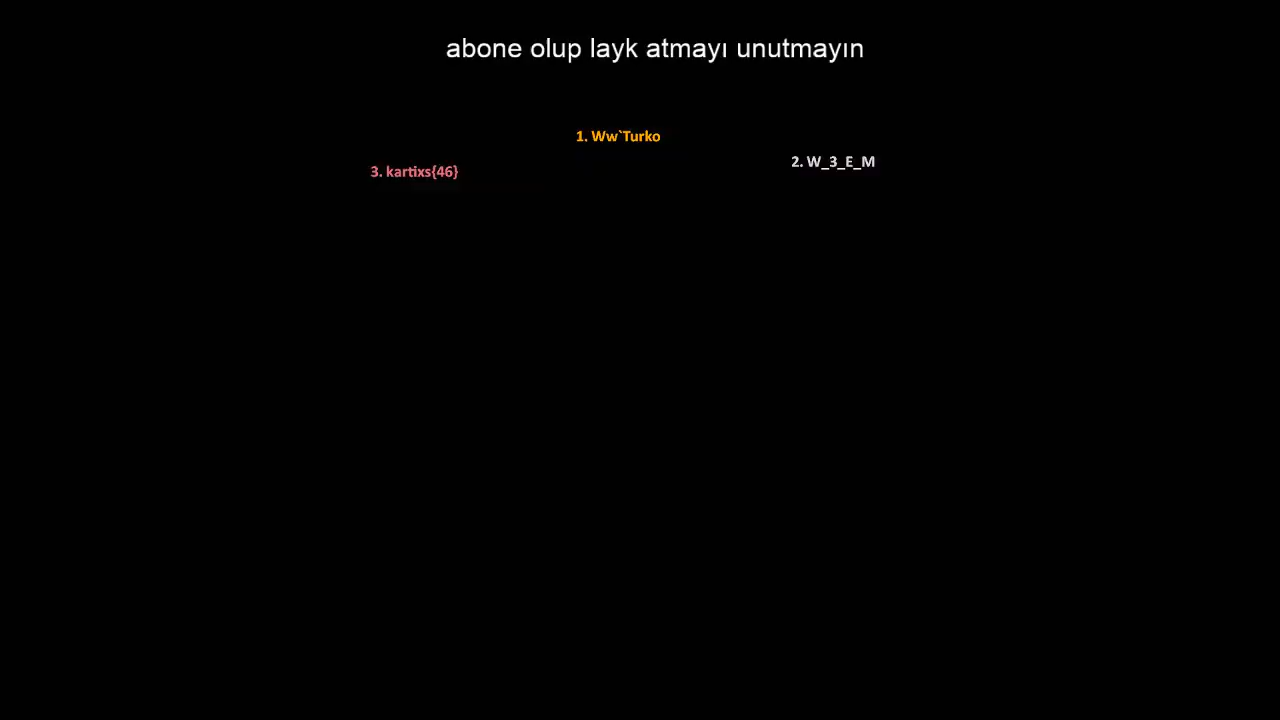 abone olup layk atmayı unutmayın
1. Ww`Turko
2. W_3_E_M
3. kartixs{46}